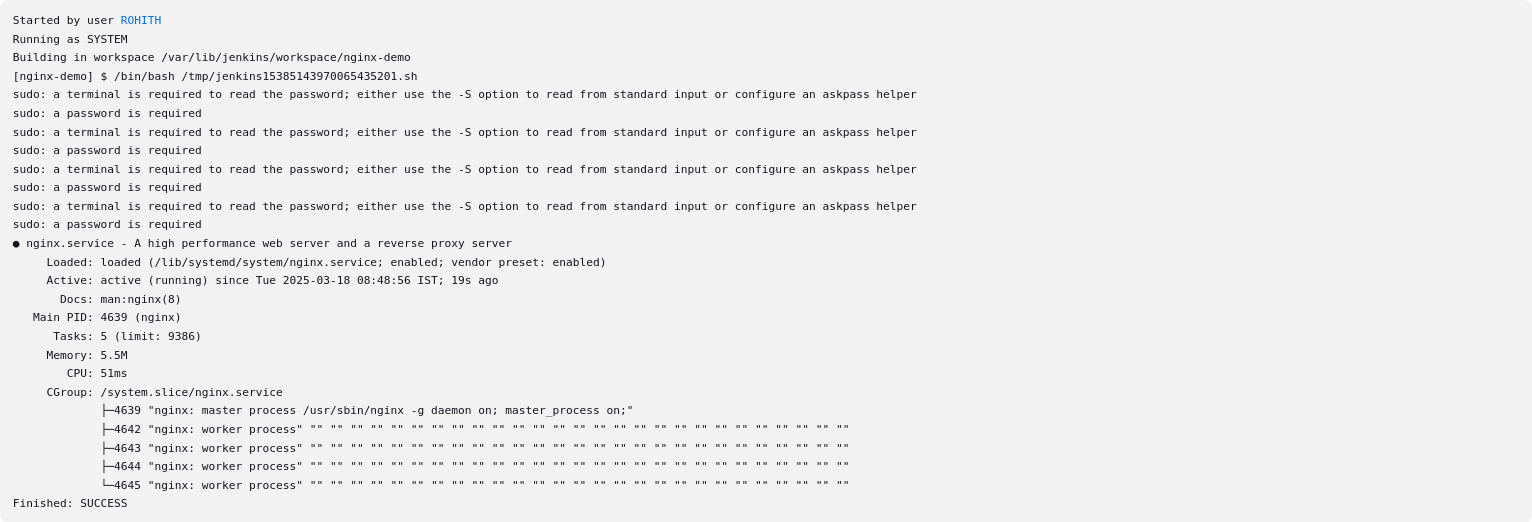 Started by user ROHITH
Running as SYSTEM
Building in workspace /var/lib/jenkins/workspace/nginx-demo
[nginx-demo] $ /bin/bash /tmp/jenkins15385143970065435201.sh
sudo: a terminal is required to read the password; either use the -S option to read from standard input or configure an askpass helper
sudo: a password is required
sudo: a terminal is required to read the password; either use the -S option to read from standard input or configure an askpass helper
sudo: a password is required
sudo: a terminal is required to read the password; either use the -S option to read from standard input or configure an askpass helper
sudo: a password is required
sudo: a terminal is required to read the password; either use the -S option to read from standard input or configure an askpass helper
sudo: a password is required
● nginx.service - A high performance web server and a reverse proxy server
     Loaded: loaded (/lib/systemd/system/nginx.service; enabled; vendor preset: enabled)
     Active: active (running) since Tue 2025-03-18 08:48:56 IST; 19s ago
       Docs: man:nginx(8)
   Main PID: 4639 (nginx)
      Tasks: 5 (limit: 9386)
     Memory: 5.5M
        CPU: 51ms
     CGroup: /system.slice/nginx.service
             ├─4639 "nginx: master process /usr/sbin/nginx -g daemon on; master_process on;"
             ├─4642 "nginx: worker process" "" "" "" "" "" "" "" "" "" "" "" "" "" "" "" "" "" "" "" "" "" "" "" "" "" "" ""
             ├─4643 "nginx: worker process" "" "" "" "" "" "" "" "" "" "" "" "" "" "" "" "" "" "" "" "" "" "" "" "" "" "" ""
             ├─4644 "nginx: worker process" "" "" "" "" "" "" "" "" "" "" "" "" "" "" "" "" "" "" "" "" "" "" "" "" "" "" ""
             └─4645 "nginx: worker process" "" "" "" "" "" "" "" "" "" "" "" "" "" "" "" "" "" "" "" "" "" "" "" "" "" "" ""
Finished: SUCCESS